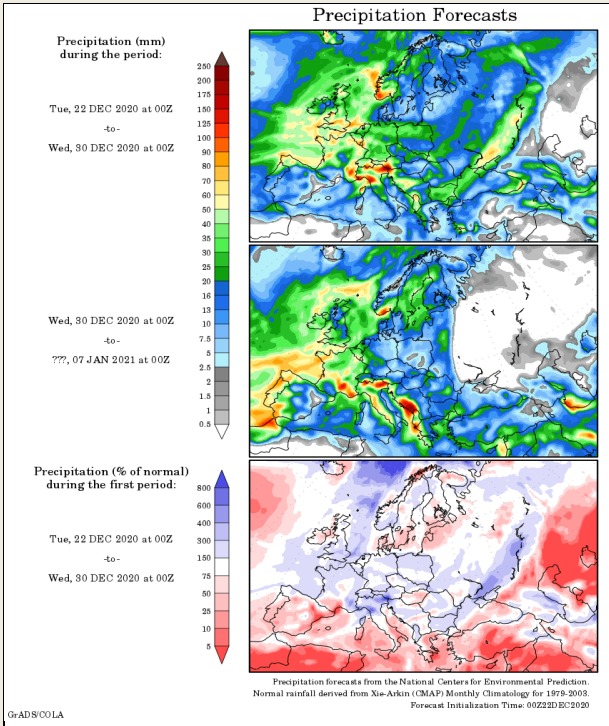 Precipitation Forecasts
Precipitation (mm)
during the period:
Tue, 22 DEC 2020 at 00Z
-to-
Wed, 30 DEC 2020 at 00Z
250
200
175
150
125
100
90
80
70
60
50
40
35
30
25
20
16
13
10
7.5
5
2.5
2
1.5
1
0.5
Wed, 30 DEC 2020 at 00Z
-to-
???, 07 JAN 2021 at 00Z
Precipitation (% of normal)
during the first period:
Tue, 22 DEC 2020 at 00Z
-to-
Wed, 30 DEC 2020 at 00Z
800
600
400
300
150
75
50
25
10
5
Precipitation forecasts from the National Centers for Environmental Prediction.
Normal rainfall derived from Xie-Arkin (CMAP) Monthly Climatology for 1979-2003.
Forecast Initialization Time: 00Z22DEC2020
GrADS/COLA